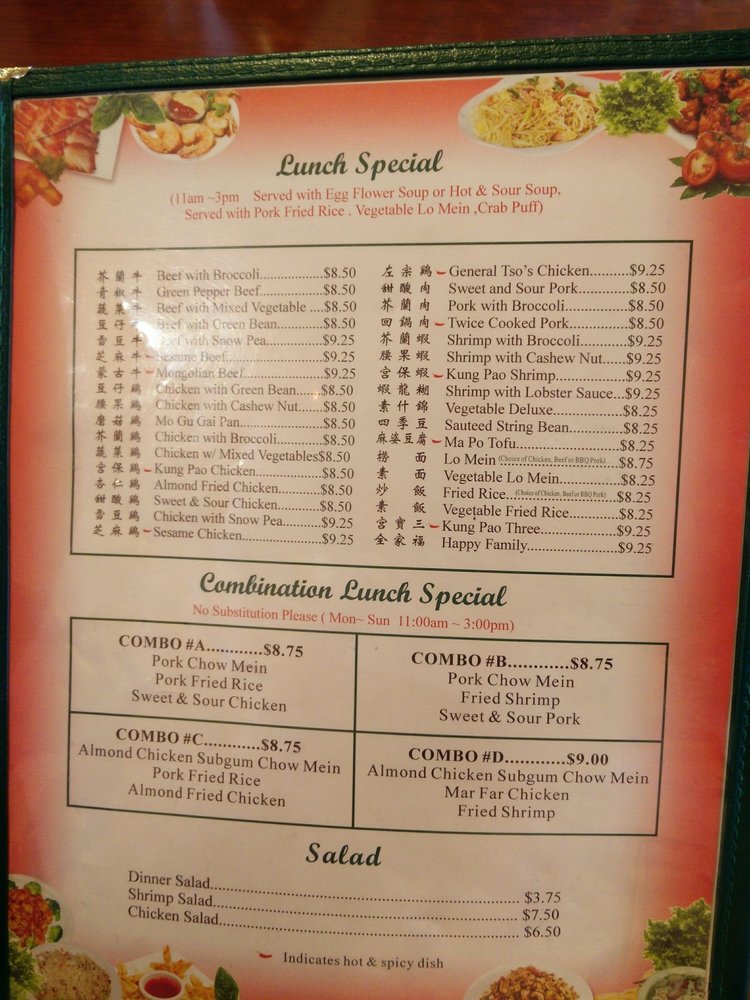 Lunch Special
(11am ~3pm Served with Egg Flower Soup or Hot & Sour Soup,
Served with Pork Fried Rice . Vegetable Lo Mein ,Crab Puff)
芥蘭牛 Beef with Broccoli..................$8.50
青椒牛 Green Pepper Beef..................$8.50
蔬菜牛 Beef with Mixed Vegetable ....$8.50
豆仔 Beef with Green Bean............$8.50
雪豆牛 Beef with Snow Pea................$9.25
芝麻牛 Sesame Beef..........................$9.25
蒙古牛 Mongolian Beef......................$9.25
豆仔鷄 Chicken with Green Bean......$8.50
腰果鷄 Chicken with Cashew Nut.......$8.50
磨菇鷄 Mo Gu Gai Pan.......................$8.50
芥蘭鷄 Chicken with Broccoli............$8.50
蔬菜鷄 Chicken w/ Mixed Vegetables$8.50
宮保鷄 Kung Pao Chicken..................$8.50
杏仁鷄 Almond Fried Chicken............$8.50
甜酸鷄 Sweet & Sour Chicken............$8.50
雪豆鷄 Chicken with Snow Pea..........$9.25
芝麻鷄 Sesame Chicken.....................$9.25
左宗鷄 General Tso's Chicken..........$9.25
甜酸肉 Sweet and Sour Pork..............$8.50
芥蘭肉 Pork with Broccoli.................$8.50
回鍋肉 Twice Cooked Pork...............$8.50
芥蘭蝦 Shrimp with Broccoli.............$9.25
腰果蝦 Shrimp with Cashew Nut......$9.25
宮保蝦 Kung Pao Shrimp..................$9.25
蝦龍糊 Shrimp with Lobster Sauce...$9.25
素什錦 Vegetable Deluxe...................$8.25
四季豆 Sauteed String Bean..............$8.25
麻婆豆腐 Ma Po Tofu...........................$8.25
撈面 Lo Mein (Choice of Chicken, Beef or BBQ Pork) ...$8.75
素面 Vegetable Lo Mein................$8.25
炒飯 Fried Rice...(Choice of Chicken, Beef or BBQ Pork) ...$8.25
素飯 Vegetable Fried Rice.............$8.25
宮寶三 Kung Pao Three.....................$9.25
全家福 Happy Family........................$9.25
Combination Lunch Special
No Substitution Please ( Mon~ Sun 11:00am ~ 3:00pm)
COMBO #A............$8.75
Pork Chow Mein
Pork Fried Rice
Sweet & Sour Chicken
COMBO #B............$8.75
Pork Chow Mein
Fried Shrimp
Sweet & Sour Pork
COMBO #C............$8.75
Almond Chicken Subgum Chow Mein
Pork Fried Rice
Almond Fried Chicken
COMBO #D............$9.00
Almond Chicken Subgum Chow Mein
Mar Far Chicken
Fried Shrimp
Salad
Dinner Salad.................................................... $3.75
Shrimp Salad.................................................... $7.50
Chicken Salad.................................................. $6.50
Indicates hot & spicy dish